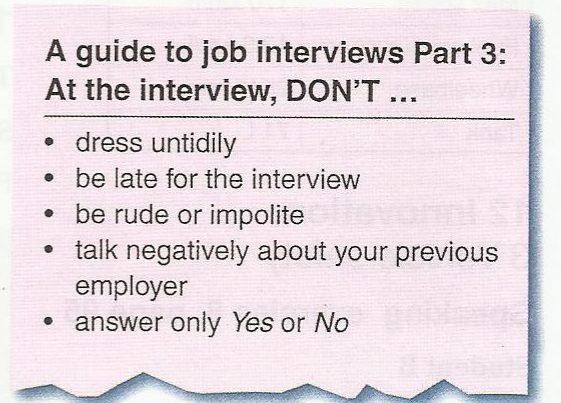 A guide to job interviews Part 3:
At the interview, DON'T ...
• dress untidily
• be late for the interview
• be rude or impolite
• talk negatively about your previous
employer
• answer only Yes or No